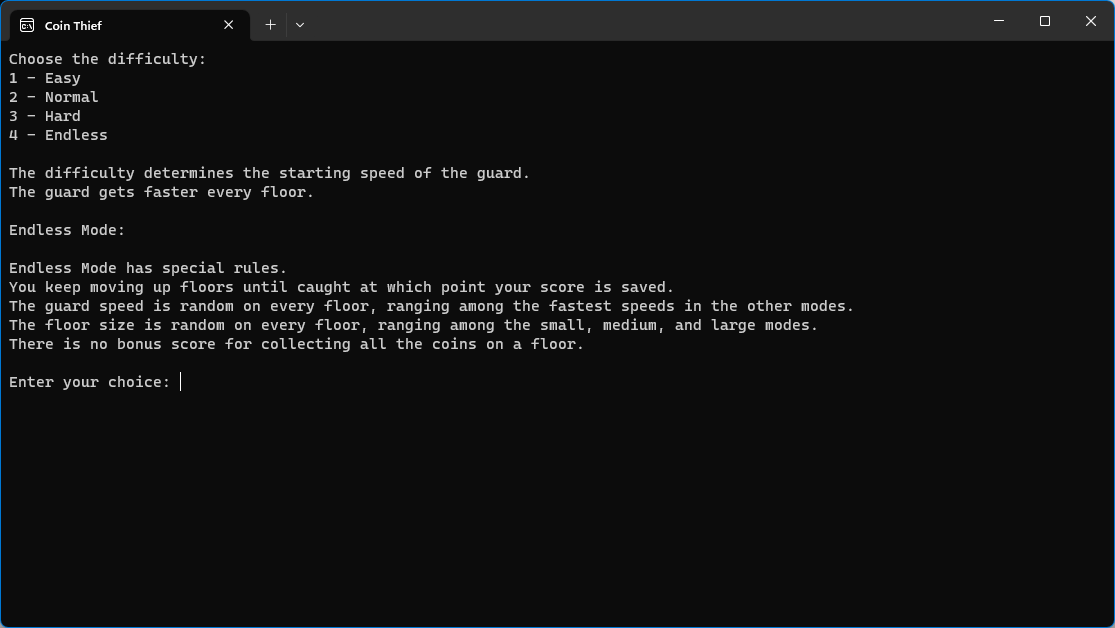 Coin Thief
Choose the difficulty:
1 - Easy
2 - Normal
3 - Hard
4 - Endless
The difficulty determines the starting speed of the guard.
The guard gets faster every floor.
Endless Mode:
Endless Mode has special rules.
You keep moving up floors until caught at which point your score is saved.
The guard speed is random on every floor, ranging among the fastest speeds in the other modes.
The floor size is random on every floor, ranging among the small, medium, and large modes.
There is no bonus score for collecting all the coins on a floor.
Enter your choice: